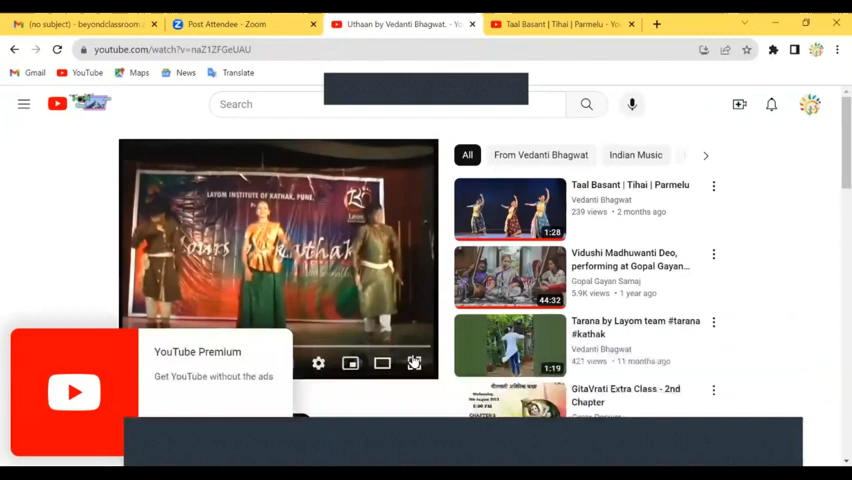 (no subject) - beyondclassroom
Post Attendee - Zoom
Uthaan by Vedanti Bhagwat. - Yo
Taal Basant | Tihai | Parmelu - Yo
youtube.com/watch?v=naZ1ZFGeUAU
Gmail
YouTube
Maps
News
Translate
Search
All
From Vedanti Bhagwat
Indian Music
LAYOM INSTITUTE OF KATHAK, PUNE.
Layom
Kathak
Taal Basant | Tihai | Parmelu
Vedanti Bhagwat
239 views • 2 months ago
1:28
Vidushi Madhuwanti Deo,
performing at Gopal Gayan...
Gopal Gayan Samaj
5.9K views • 1 year ago
44:32
Tarana by Layom team #tarana
#kathak
Vedanti Bhagwat
421 views • 11 months ago
1:19
GitaVrati Extra Class - 2nd
Chapter
YouTube Premium
Get YouTube without the ads